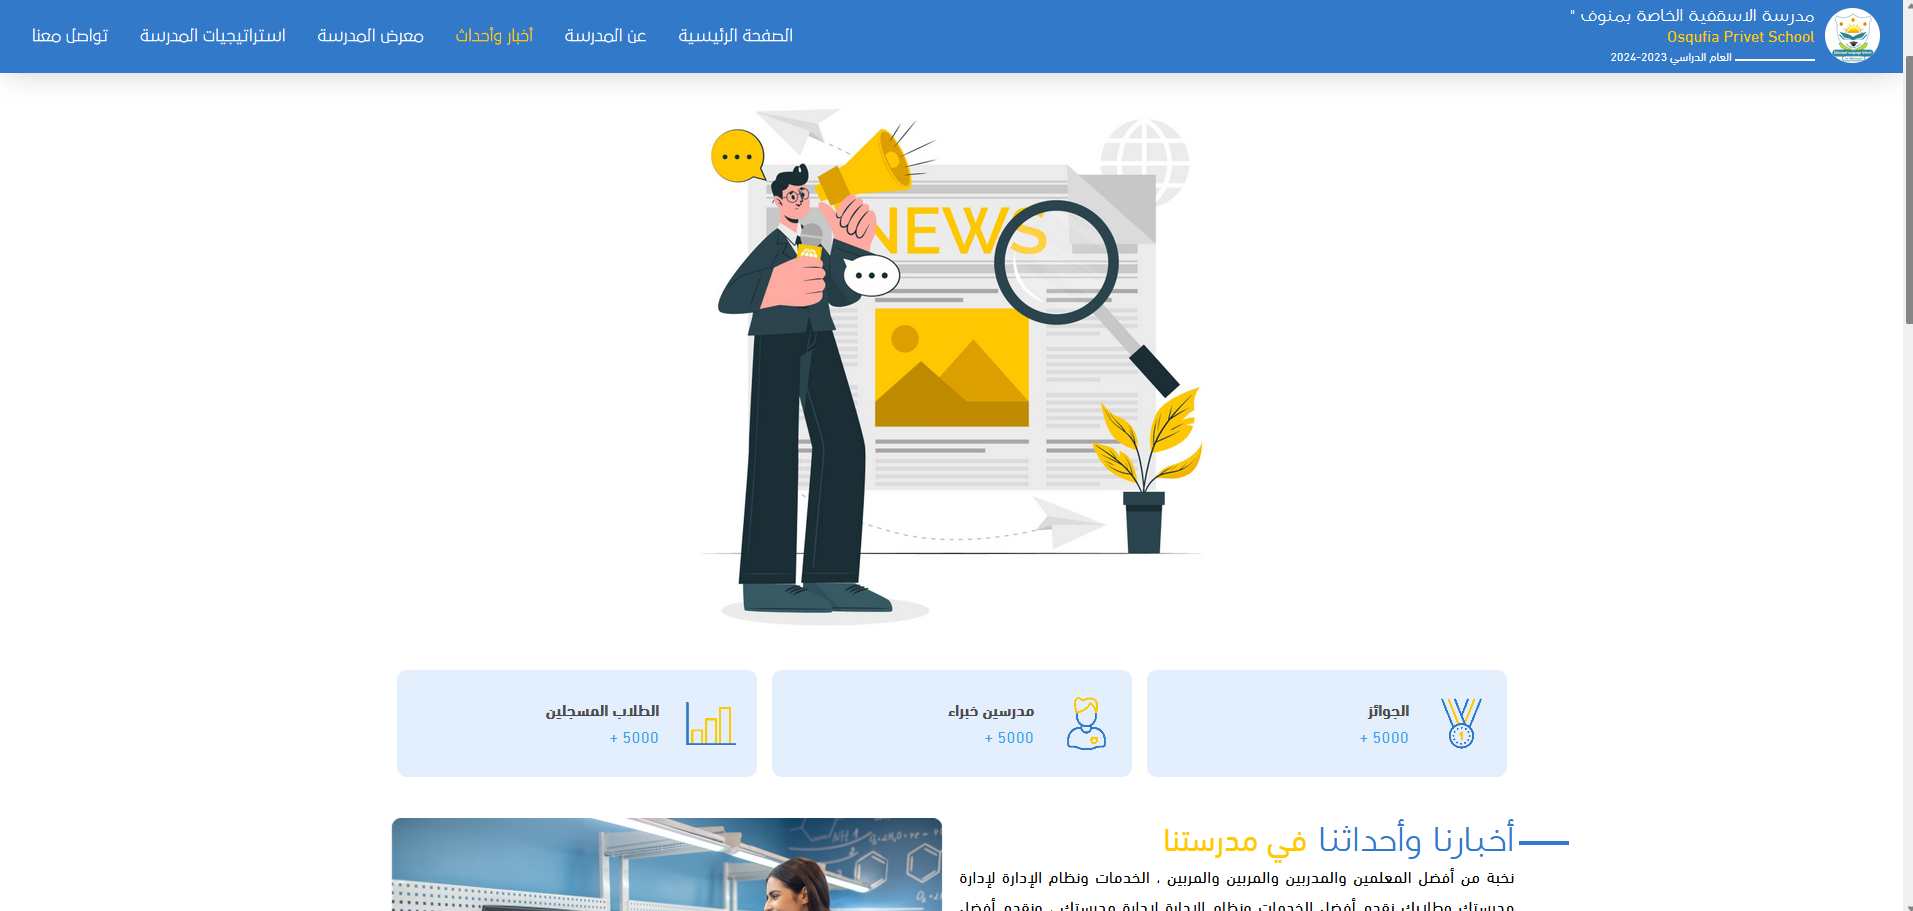 مدرسة الاسقفية الخاصة بمنوف "
Osqufia Privet School
العام الدراسي 2023-2024
الصفحة الرئيسية
عن المدرسة
أخبار وأحداث
معرض المدرسة
استراتيجيات المدرسة
تواصل معنا
NEWS
الجوائز
5000 +
مدرسين خبراء
5000 +
الطلاب المسجلين
5000 +
أخبارنا وأحداثنا في مدرستنا
نخبة من أفضل المعلمين والمدربين والمربين والمربين ، الخدمات ونظام الإدارة لإدارة
مدرستك وطلابك نقدم أفضل الخدمات ونظام الإدارة لإدارة مدرستك ، ونقدم أفضل